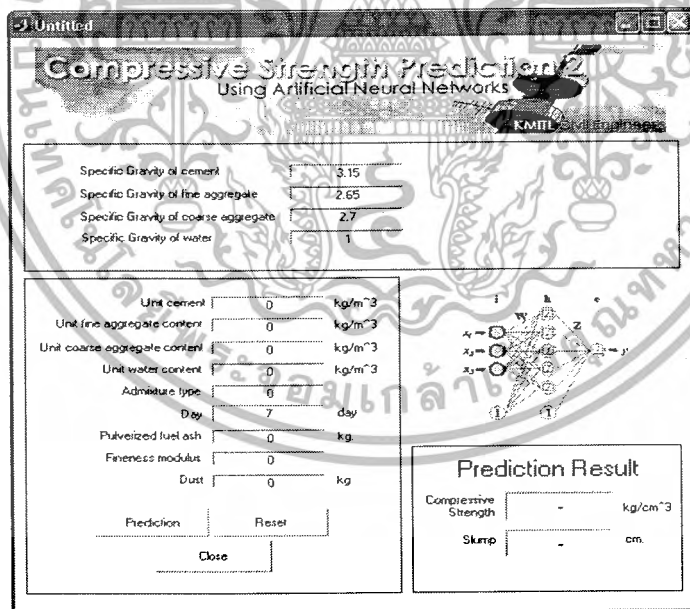 Untitled
Compressive Strength Prediction 2
Using Artificial Neural Networks
KMITL Civil Engineering
Specific Gravity of cement 3.15
Specific Gravity of fine aggregate 2.65
Specific Gravity of coarse aggregate 2.7
Specific Gravity of water 1
Unit cement 0 kg/m^3
Unit fine aggregate content 0 kg/m^3
Unit coarse aggregate content 0 kg/m^3
Unit water content 0 kg/m^3
Admixture type 0
Day 7 day
Pulverized fuel ash 0 kg.
Fineness modulus 0
Dust 0 kg
Prediction Reset
Close
Prediction Result
Compressive Strength - kg/cm^3
Slump - cm.